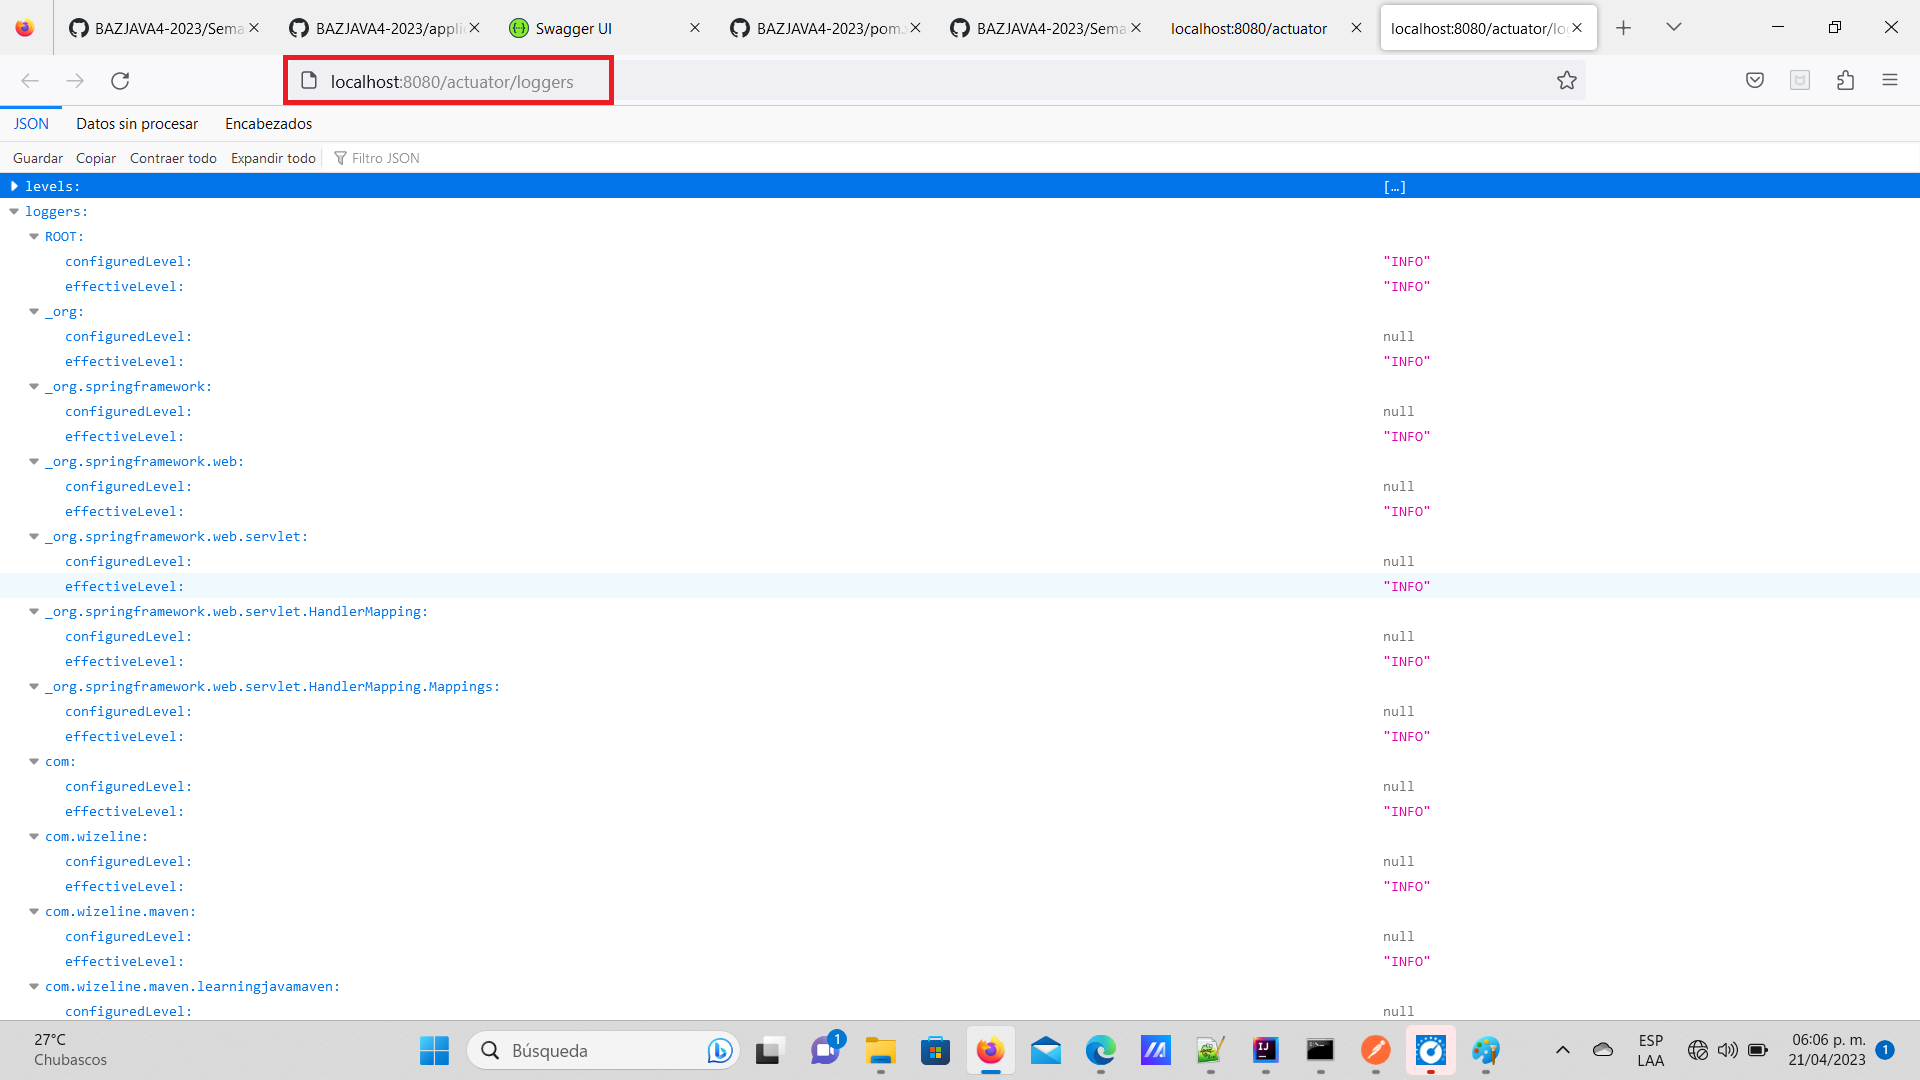 BAZJAVA4-2023/Sema
BAZJAVA4-2023/appli
Swagger UI
BAZJAVA4-2023/pom.
BAZJAVA4-2023/Sema
localhost:8080/actuator
localhost:8080/actuator/lo
localhost:8080/actuator/loggers
JSON Datos sin procesar Encabezados
Guardar Copiar Contraer todo Expandir todo Filtro JSON
levels: […]
loggers:
ROOT:
configuredLevel: "INFO"
effectiveLevel: "INFO"
_org:
configuredLevel: null
effectiveLevel: "INFO"
_org.springframework:
configuredLevel: null
effectiveLevel: "INFO"
_org.springframework.web:
configuredLevel: null
effectiveLevel: "INFO"
_org.springframework.web.servlet:
configuredLevel: null
effectiveLevel: "INFO"
_org.springframework.web.servlet.HandlerMapping:
configuredLevel: null
effectiveLevel: "INFO"
_org.springframework.web.servlet.HandlerMapping.Mappings:
configuredLevel: null
effectiveLevel: "INFO"
com:
configuredLevel: null
effectiveLevel: "INFO"
com.wizeline:
configuredLevel: null
effectiveLevel: "INFO"
com.wizeline.maven:
configuredLevel: null
effectiveLevel: "INFO"
com.wizeline.maven.learningjavamaven:
configuredLevel: null
27°C
Chubascos
Búsqueda
1
IJ
ESP
LAA
06:06 p. m.
21/04/2023
1